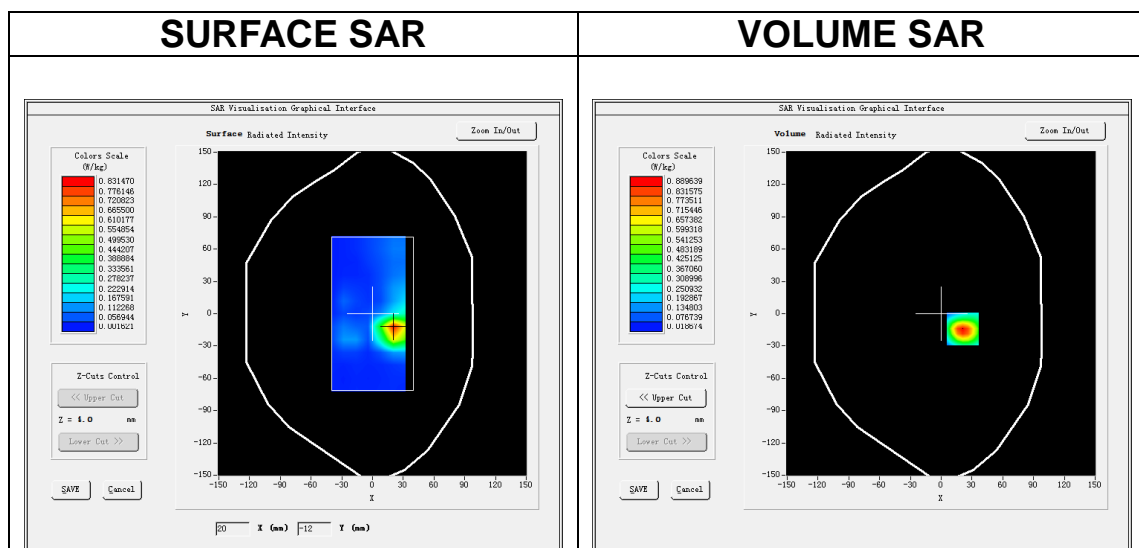 SURFACE SAR
SAR Visualisation Graphical Interface
Surface Radiated Intensity
Zoom In/Out
Colors Scale
(W/kg)
0.831470
0.776146
0.720823
0.665500
0.610177
0.554854
0.499530
0.444207
0.388884
0.333561
0.278237
0.222914
0.167591
0.112268
0.056944
0.001621
150
120
90
60
30
0
-30
-60
-90
-120
-150
Y
-150 -120 -90 -60 -30 0 30 60 90 120 150
X
Z-Cuts Control
<< Upper Cut
Z = 4.0 mm
Lower Cut >>
SAVE Cancel
20 X (mm) -12 Y (mm)
VOLUME SAR
SAR Visualisation Graphical Interface
Volume Radiated Intensity
Zoom In/Out
Colors Scale
(W/kg)
0.889639
0.831575
0.773511
0.715446
0.657382
0.599318
0.541253
0.483189
0.425125
0.367060
0.308996
0.250932
0.192867
0.134803
0.076739
0.018674
150
120
90
60
30
0
-30
-60
-90
-120
-150
Y
-150 -120 -90 -60 -30 0 30 60 90 120 150
X
Z-Cuts Control
<< Upper Cut
Z = 4.0 mm
Lower Cut >>
SAVE Cancel